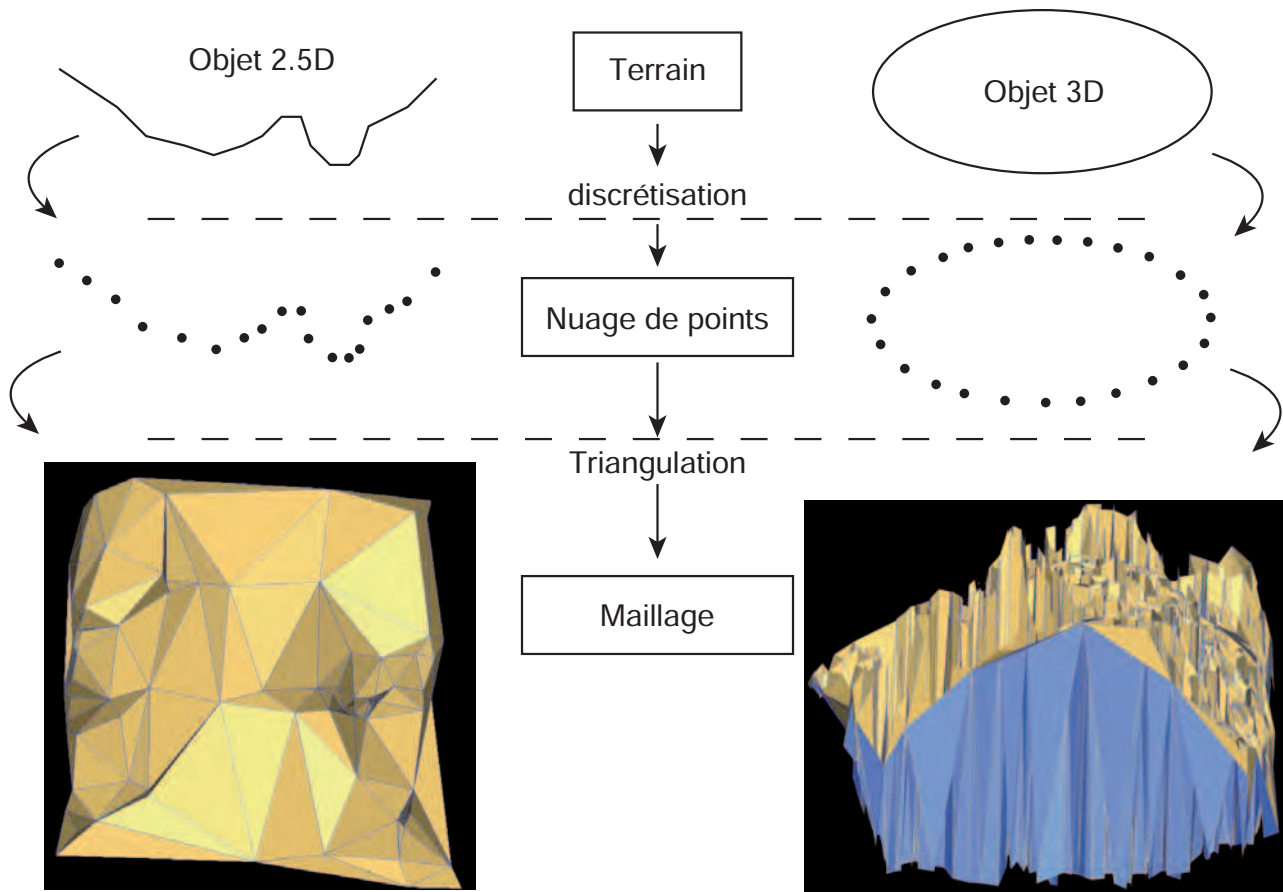 Objet 2.5D
Terrain
Objet 3D
discrétisation
Nuage de points
Triangulation
Maillage